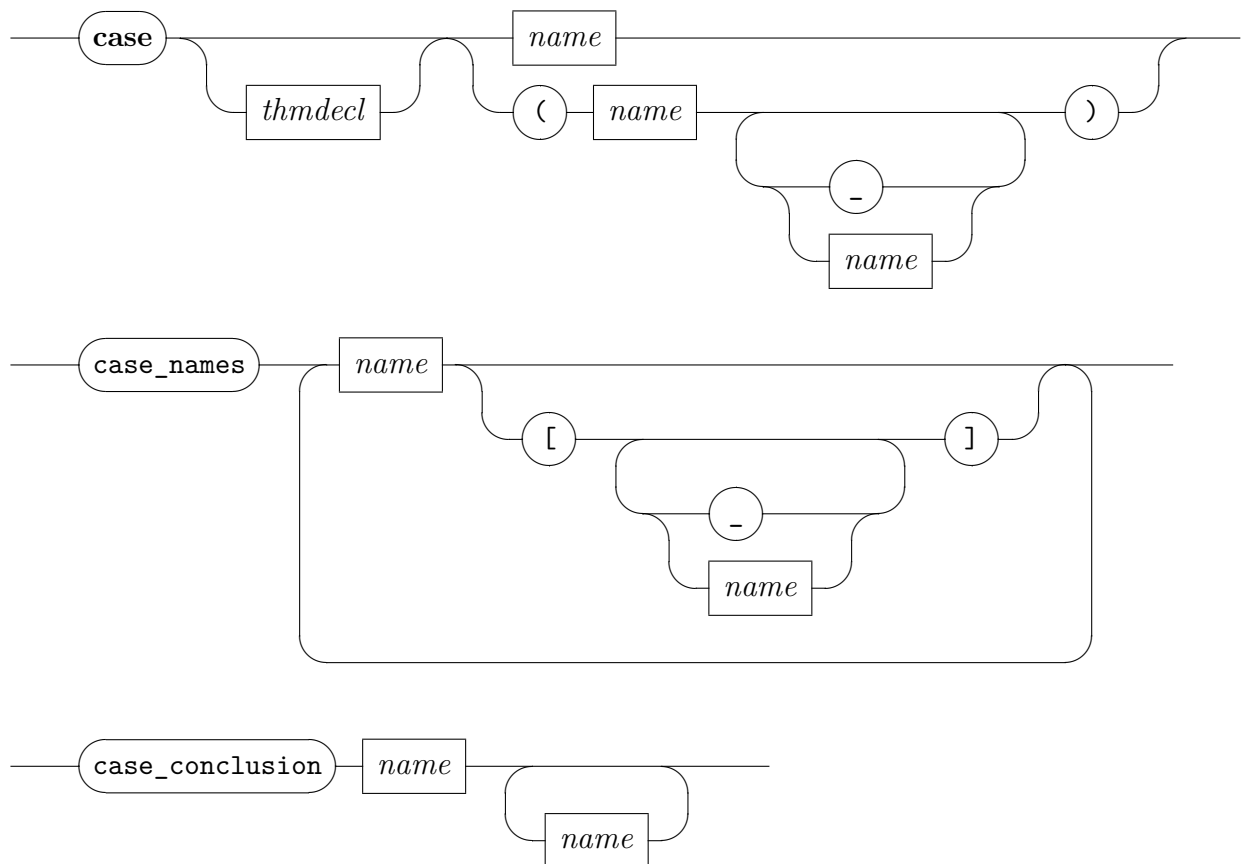 case name
thmdecl ( name )
_
name
case_names name
[ ]
_
name
case_conclusion name
name